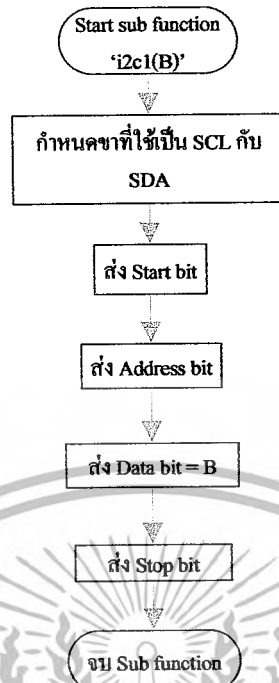 Start sub function
‘i2c1(B)’
กำหนดขาที่ใช้เป็น SCL กับ
SDA
ส่ง Start bit
ส่ง Address bit
ส่ง Data bit = B
ส่ง Stop bit
จบ Sub function